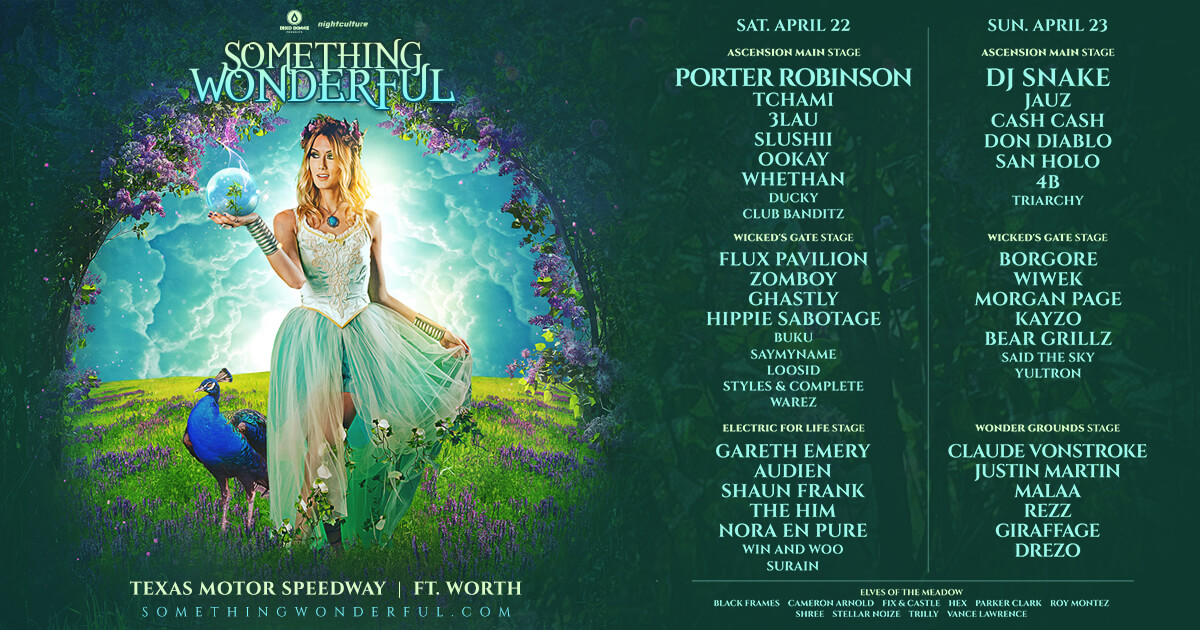 DISCO DONNIE
PRESENTS
nightculture
SOMETHING
WONDERFUL
TEXAS MOTOR SPEEDWAY | FT. WORTH
SOMETHINGWONDERFUL.COM
SAT. APRIL 22
ASCENSION MAIN STAGE
PORTER ROBINSON
TCHAMI
3LAU
SLUSHII
OOKAY
WHETHAN
DUCKY
CLUB BANDITZ
WICKED'S GATE STAGE
FLUX PAVILION
ZOMBOY
GHASTLY
HIPPIE SABOTAGE
BUKU
SAYMYNAME
LOOSID
STYLES & COMPLETE
WAREZ
ELECTRIC FOR LIFE STAGE
GARETH EMERY
AUDIEN
SHAUN FRANK
THE HIM
NORA EN PURE
WIN AND WOO
SURAIN
SUN. APRIL 23
ASCENSION MAIN STAGE
DJ SNAKE
JAUZ
CASH CASH
DON DIABLO
SAN HOLO
4B
TRIARCHY
WICKED'S GATE STAGE
BORGORE
WIWEK
MORGAN PAGE
KAYZO
BEAR GRILLZ
SAID THE SKY
YULTRON
WONDER GROUNDS STAGE
CLAUDE VONSTROKE
JUSTIN MARTIN
MALAA
REZZ
GIRAFFAGE
DREZO
ELVES OF THE MEADOW
BLACK FRAMES CAMERON ARNOLD FIX & CASTLE HEX PARKER CLARK ROY MONTEZ
SHREE STELLAR NOIZE TRILLY VANCE LAWRENCE